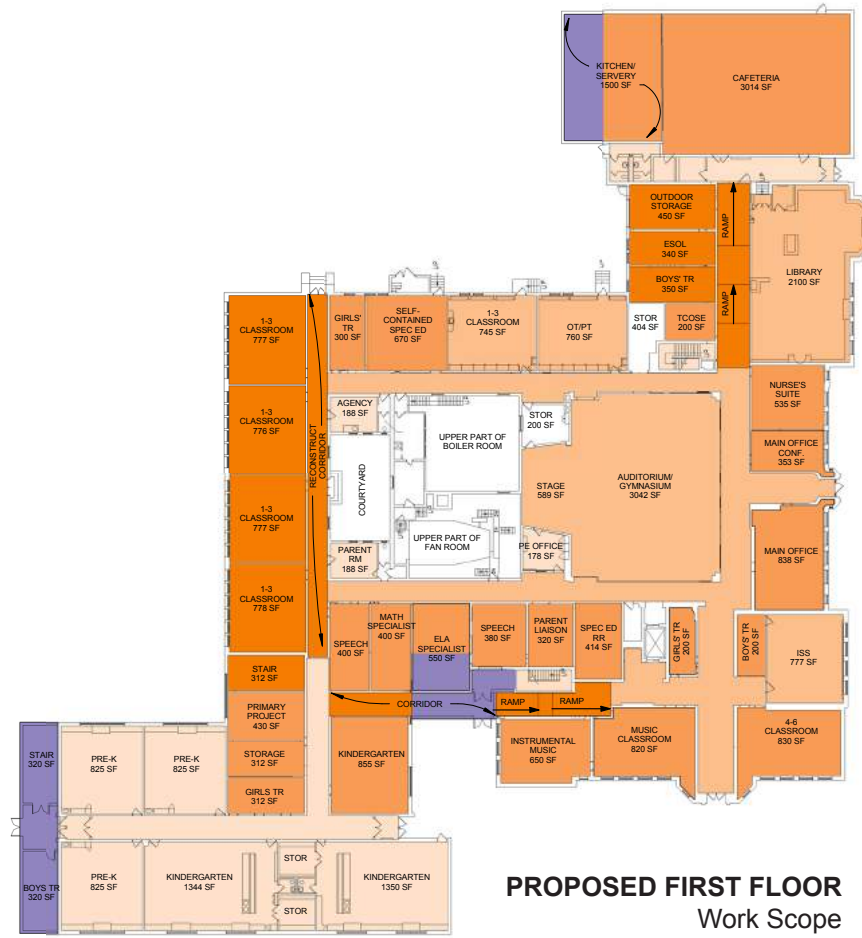 KITCHEN/
SERVERY
1500 SF
CAFETERIA
3014 SF
OUTDOOR
STORAGE
450 SF
RAMP
ESOL
340 SF
LIBRARY
2100 SF
BOYS' TR
350 SF
RAMP
1-3
CLASSROOM
777 SF
GIRLS'
TR
300 SF
SELF-
CONTAINED
SPEC ED
670 SF
1-3
CLASSROOM
745 SF
OT/PT
760 SF
STOR
404 SF
TCOSE
200 SF
NURSE'S
SUITE
535 SF
1-3
CLASSROOM
776 SF
RECONSTRUCT
CORRIDOR
AGENCY
188 SF
UPPER PART OF
BOILER ROOM
STOR
200 SF
MAIN OFFICE
CONF.
353 SF
COURTYARD
STAGE
589 SF
AUDITORIUM/
GYMNASIUM
3042 SF
1-3
CLASSROOM
777 SF
UPPER PART OF
FAN ROOM
PE OFFICE
178 SF
MAIN OFFICE
838 SF
PARENT
RM
188 SF
1-3
CLASSROOM
778 SF
SPEECH
400 SF
MATH
SPECIALIST
400 SF
ELA
SPECIALIST
550 SF
SPEECH
380 SF
PARENT
LIAISON
320 SF
SPEC ED
RR
414 SF
GIRLS' TR
200 SF
BOYS' TR
200 SF
ISS
777 SF
STAIR
312 SF
CORRIDOR
RAMP
RAMP
PRIMARY
PROJECT
430 SF
STAIR
320 SF
PRE-K
825 SF
PRE-K
825 SF
STORAGE
312 SF
KINDERGARTEN
855 SF
INSTRUMENTAL
MUSIC
650 SF
MUSIC
CLASSROOM
820 SF
4-6
CLASSROOM
830 SF
GIRLS TR
312 SF
BOYS TR
320 SF
PRE-K
825 SF
KINDERGARTEN
1344 SF
STOR
STOR
KINDERGARTEN
1350 SF
PROPOSED FIRST FLOOR
Work Scope